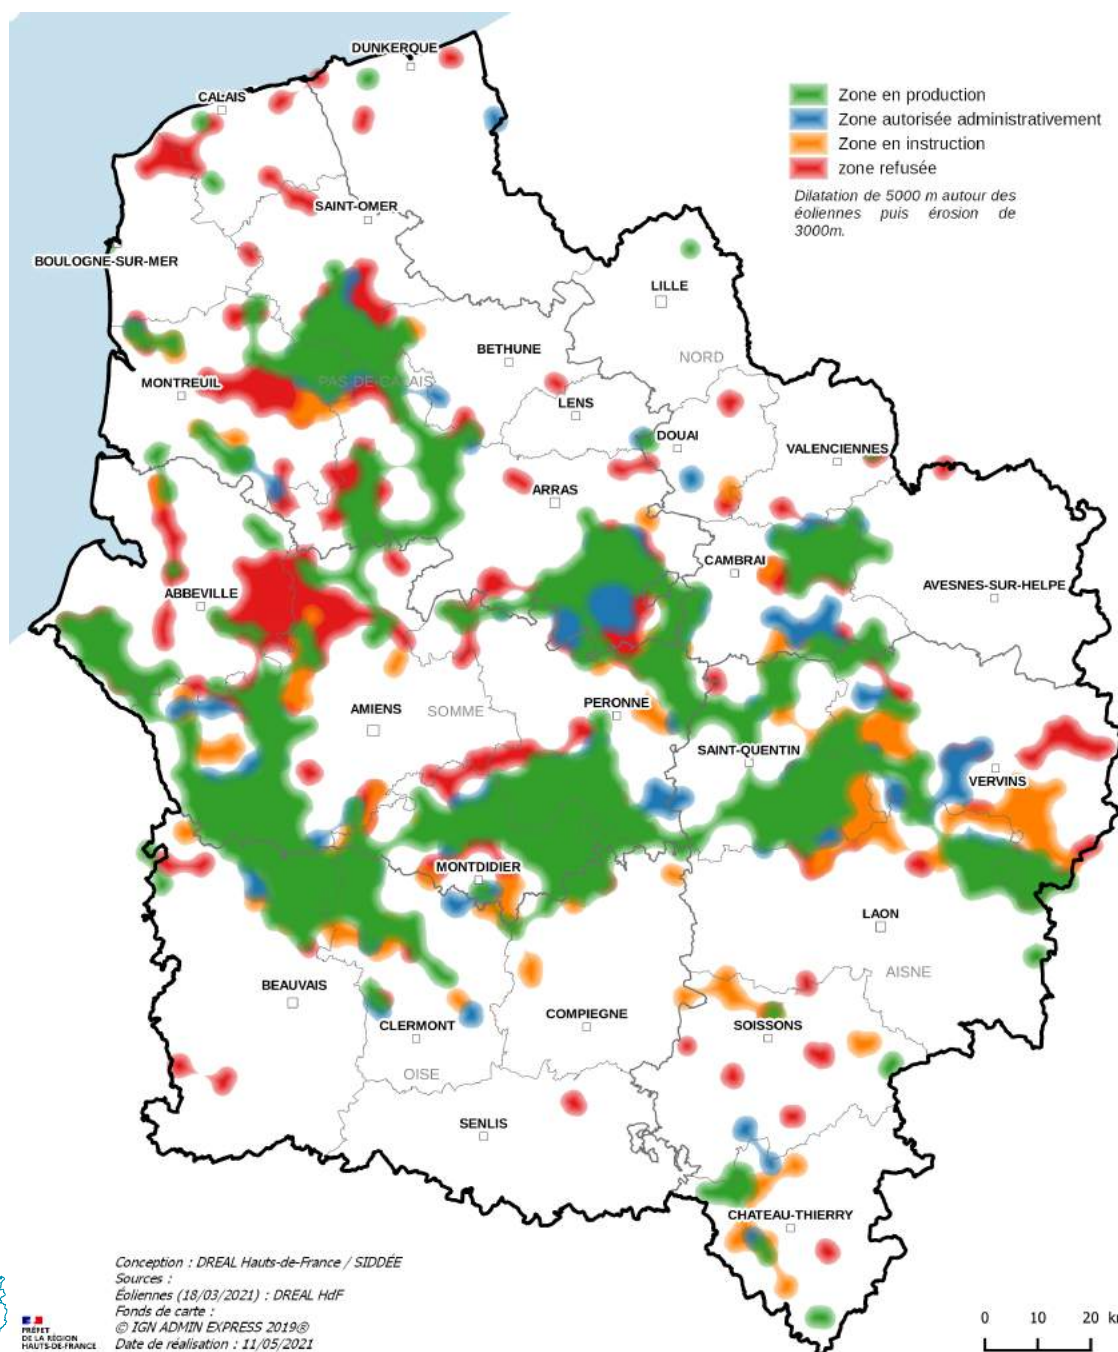 DUNKERQUE
CALAIS
Zone en production
Zone autorisée administrativement
Zone en instruction
zone refusée
Dilatation de 5000 m autour des
éoliennes puis érosion de
3000m.
SAINT-OMER
BOULOGNE-SUR-MER
LILLE
BETHUNE
NORD
MONTREUIL
PAS-DE-CALAIS
LENS
DOUAI
VALENCIENNES
ARRAS
CAMBRAI
AVESNES-SUR-HELPE
ABBEVILLE
AMIENS
SOMME
PERONNE
SAINT-QUENTIN
VERVINS
MONTDIDIER
LAON
AISNE
BEAUVAIS
CLERMONT
COMPIEGNE
SOISSONS
OISE
SENLIS
CHATEAU-THIERRY
Conception : DREAL Hauts-de-France / SIDDÉE
Sources :
Éoliennes (18/03/2021) : DREAL HdF
Fonds de carte :
© IGN ADMIN EXPRESS 2019®
Date de réalisation : 11/05/2021
PRÉFET
DE LA RÉGION
HAUTS-DE-FRANCE
0 10 20 km